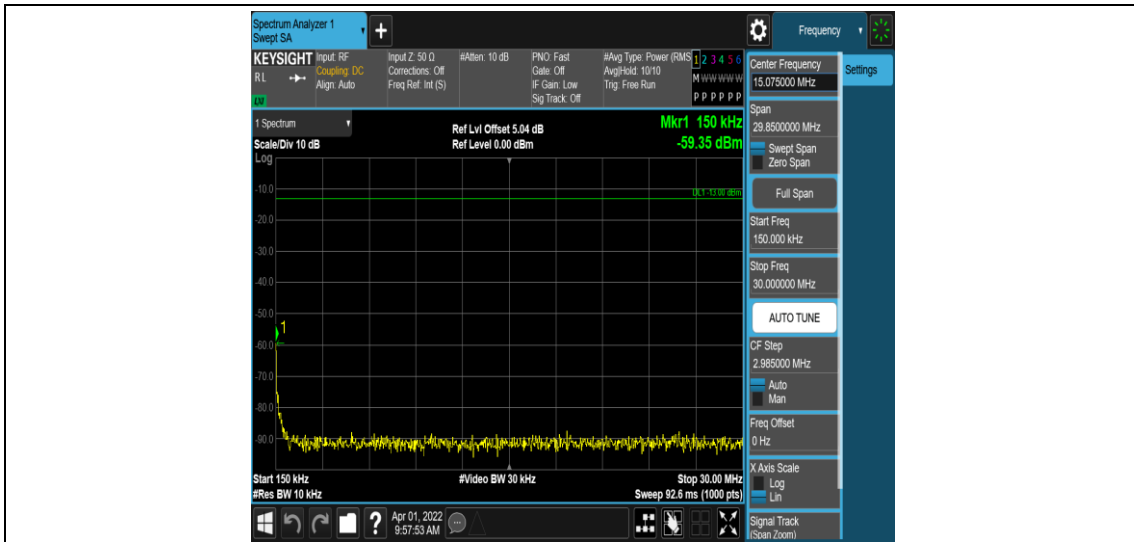 Spectrum Analyzer 1
Swept SA
Frequency
KEYSIGHT
RL
LXI
Input: RF
Coupling: DC
Align: Auto
Input Z: 50 Ω
Corrections: Off
Freq Ref: Int (S)
#Atten: 10 dB
PNO: Fast
Gate: Off
IF Gain: Low
Sig Track: Off
#Avg Type: Power (RMS
Avg|Hold: 10/10
Trig: Free Run
1 2 3 4 5 6
M W W W W W
P P P P P P
1 Spectrum
Scale/Div 10 dB
Log
Ref Lvl Offset 5.04 dB
Ref Level 0.00 dBm
Mkr1 150 kHz
-59.35 dBm
DL1 -13.00 dBm
-10.0
-20.0
-30.0
-40.0
-50.0
1
-60.0
-70.0
-80.0
-90.0
Start 150 kHz
#Video BW 30 kHz
Stop 30.00 MHz
#Res BW 10 kHz
Sweep 92.6 ms (1000 pts)
?
Apr 01, 2022
9:57:53 AM
Center Frequency
15.075000 MHz
Settings
Span
29.8500000 MHz
Swept Span
Zero Span
Full Span
Start Freq
150.000 kHz
Stop Freq
30.000000 MHz
AUTO TUNE
CF Step
2.985000 MHz
Auto
Man
Freq Offset
0 Hz
X Axis Scale
Log
Lin
Signal Track
(Span Zoom)